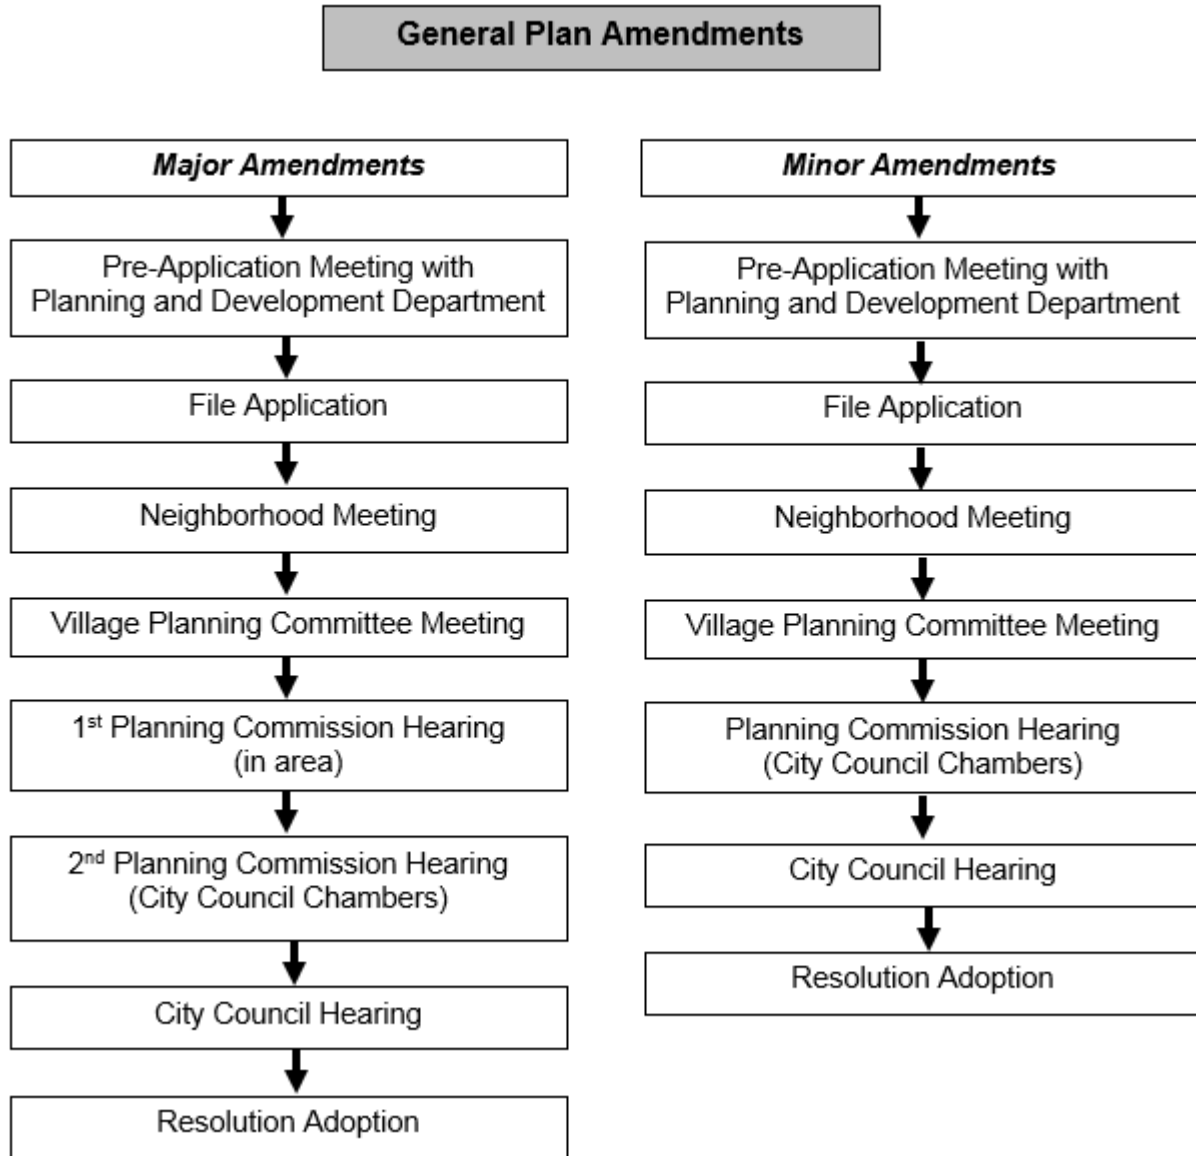 General Plan Amendments
Major Amendments
Pre-Application Meeting with
Planning and Development Department
File Application
Neighborhood Meeting
Village Planning Committee Meeting
1st Planning Commission Hearing
(in area)
2nd Planning Commission Hearing
(City Council Chambers)
City Council Hearing
Resolution Adoption
Minor Amendments
Pre-Application Meeting with
Planning and Development Department
File Application
Neighborhood Meeting
Village Planning Committee Meeting
Planning Commission Hearing
(City Council Chambers)
City Council Hearing
Resolution Adoption